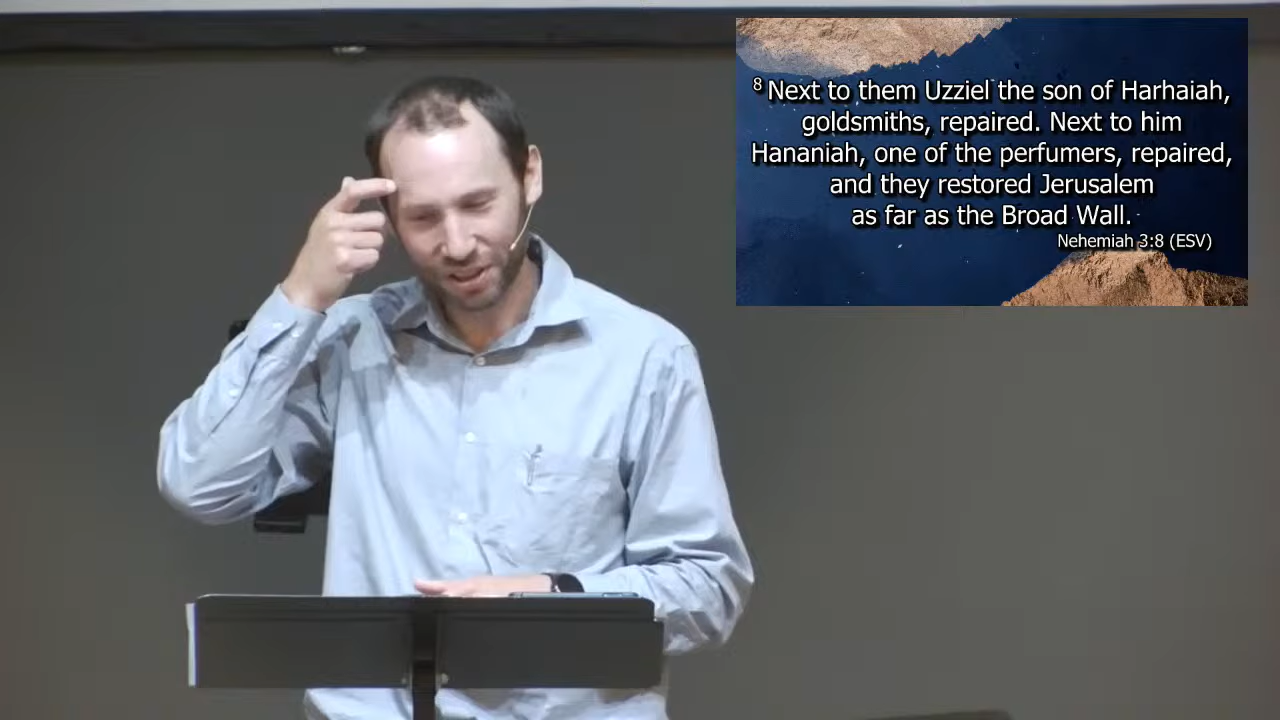 8 Next to them Uzziel the son of Harhaiah,
goldsmiths, repaired. Next to him
Hananiah, one of the perfumers, repaired,
and they restored Jerusalem
as far as the Broad Wall.
Nehemiah 3:8 (ESV)